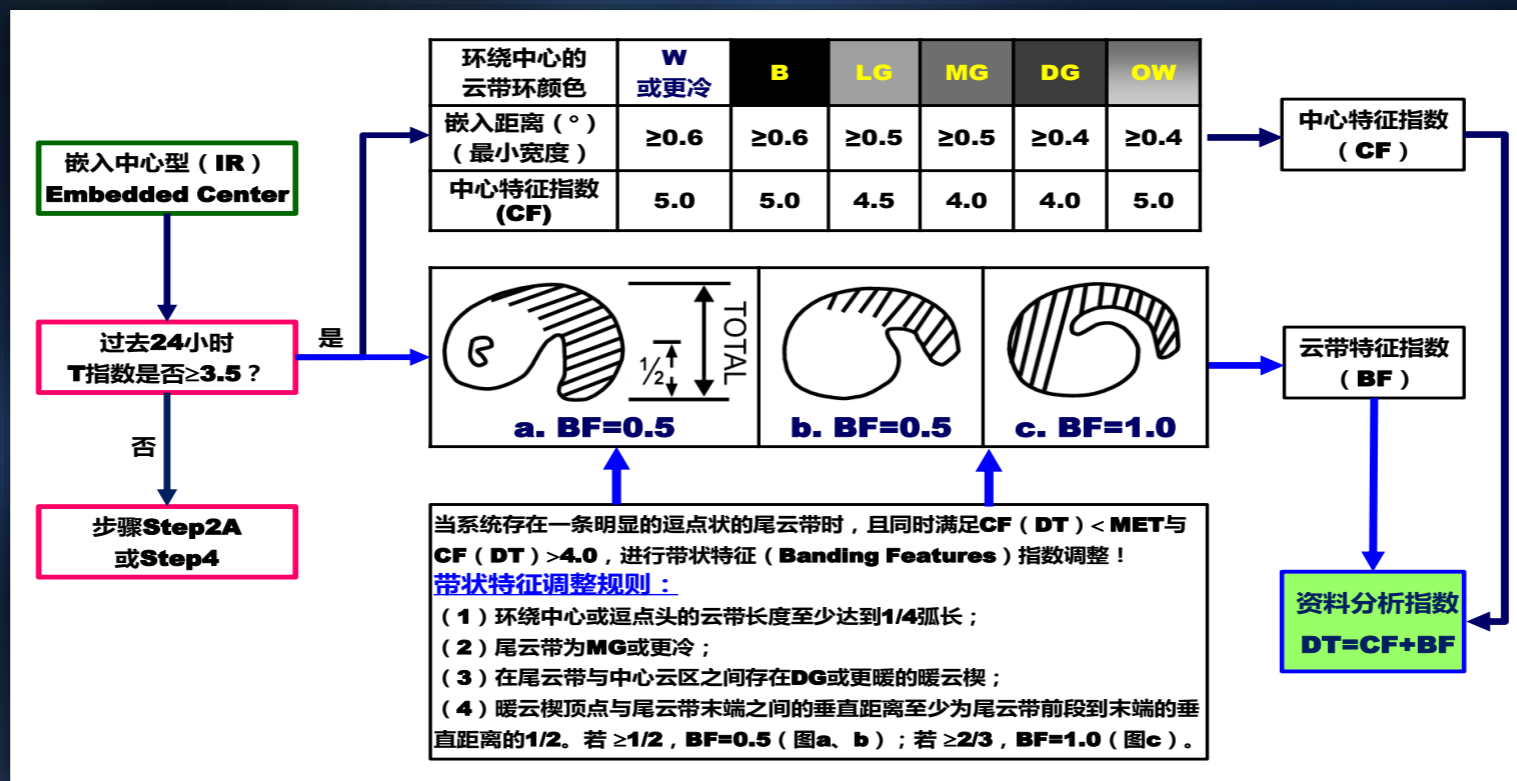 嵌入中心型（IR）
Embedded Center
过去24小时
T指数是否≥3.5？
是
否
步骤Step2A
或Step4
环绕中心的
云带环颜色
W
或更冷
B
LG
MG
DG
OW
嵌入距离（°）
（最小宽度）
≥0.6
≥0.6
≥0.5
≥0.5
≥0.4
≥0.4
中心特征指数
(CF)
5.0
5.0
4.5
4.0
4.0
5.0
TOTAL
½
a. BF=0.5
b. BF=0.5
c. BF=1.0
当系统存在一条明显的逗点状的尾云带时，且同时满足CF（DT）< MET与
CF（DT）>4.0，进行带状特征（Banding Features）指数调整！
带状特征调整规则：
（1）环绕中心或逗点头的云带长度至少达到1/4弧长；
（2）尾云带为MG或更冷；
（3）在尾云带与中心云区之间存在DG或更暖的暖云楔；
（4）暖云楔顶点与尾云带末端之间的垂直距离至少为尾云带前段到末端的垂
直距离的1/2。若 ≥1/2，BF=0.5（图a、b）；若 ≥2/3，BF=1.0（图c）。
中心特征指数
（CF）
云带特征指数
（BF）
资料分析指数
DT=CF+BF